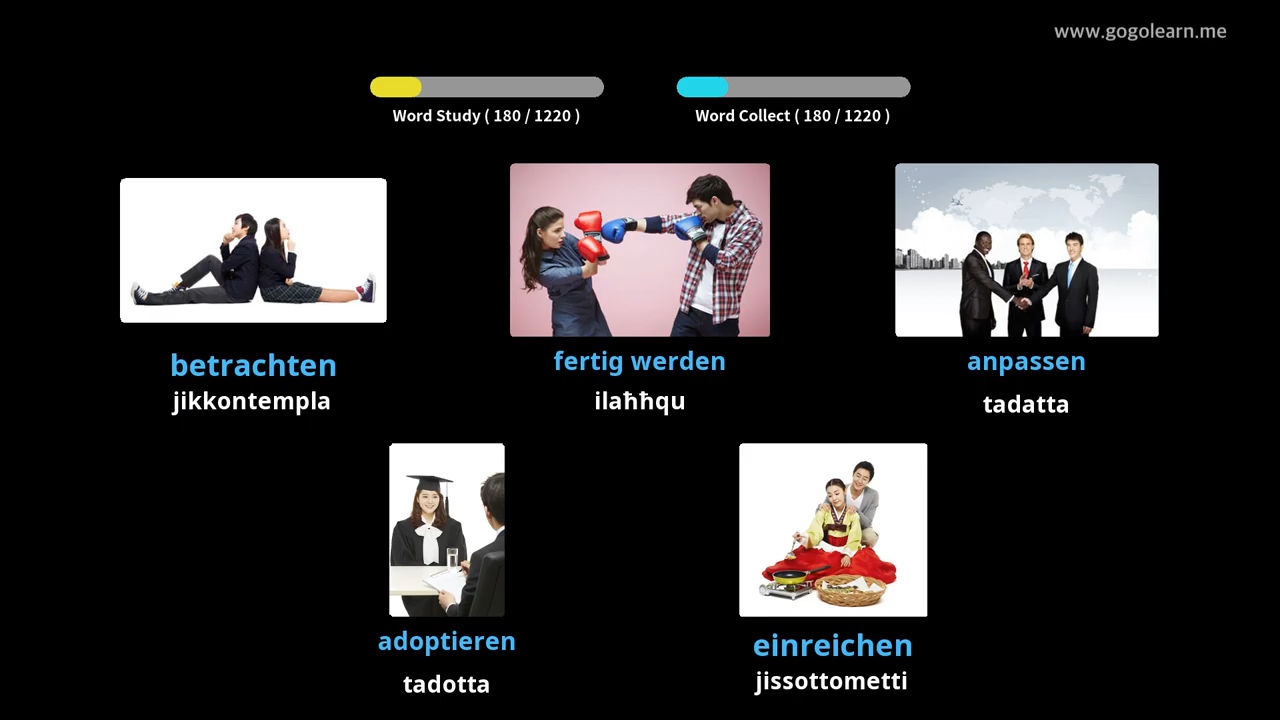 www.gogolearn.me
Word Study ( 180 / 1220 )
Word Collect ( 180 / 1220 )
betrachten
jikkontempla
fertig werden
ilaħħqu
anpassen
tadatta
adoptieren
tadotta
einreichen
jissottometti